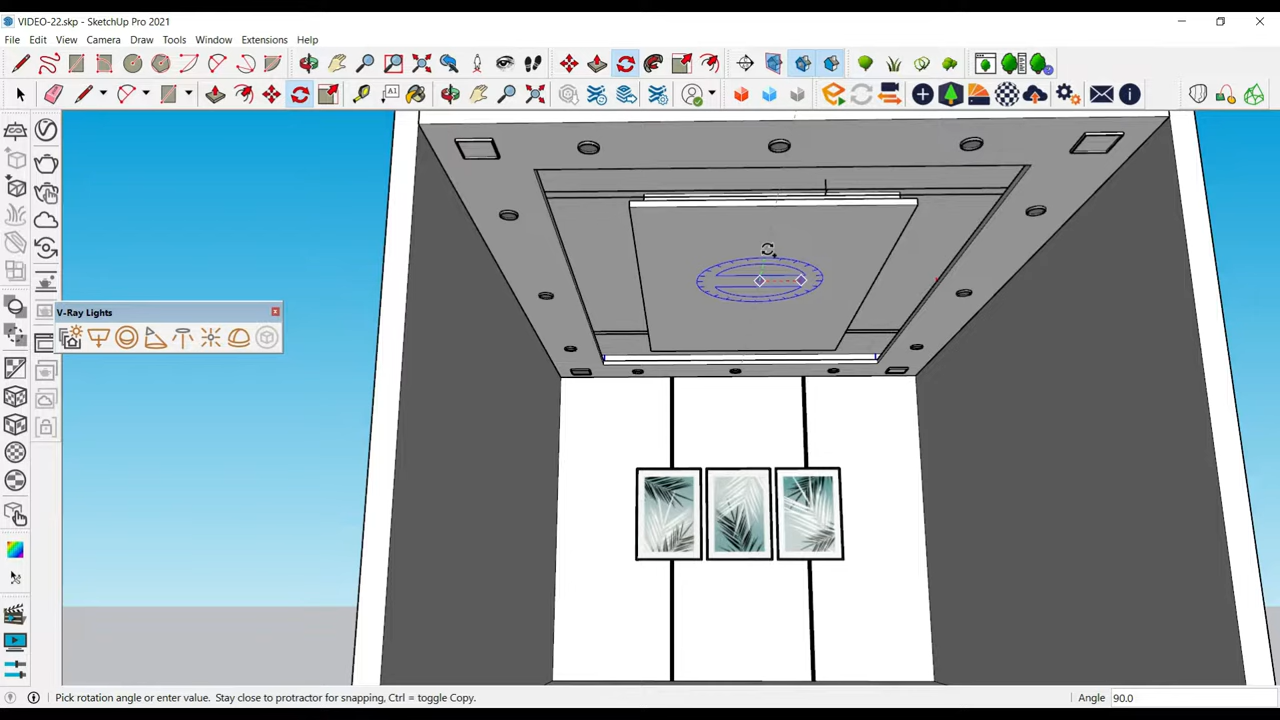 VIDEO-22.skp - SketchUp Pro 2021
File Edit View Camera Draw Tools Window Extensions Help
A1
V-Ray Lights
Pick rotation angle or enter value. Stay close to protractor for snapping, Ctrl = toggle Copy.
Angle 90.0